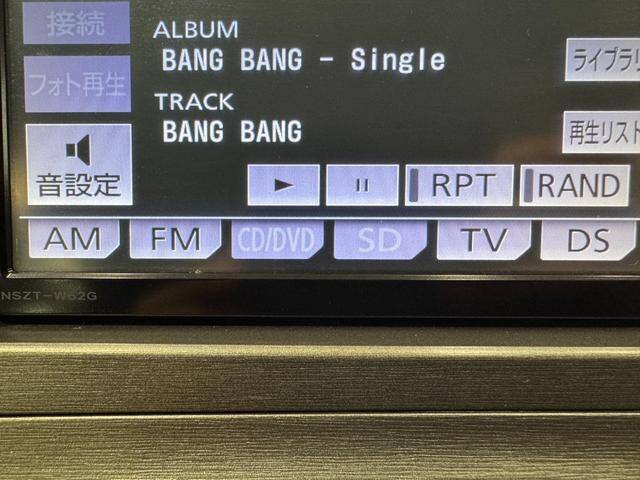 接続
ALBUM
BANG BANG - Single
ライブラリ
フォト再生
TRACK
BANG BANG
再生リスト
音設定
RPT
RAND
AM
FM
CD/DVD
SD
TV
DS
NSZT-W62G